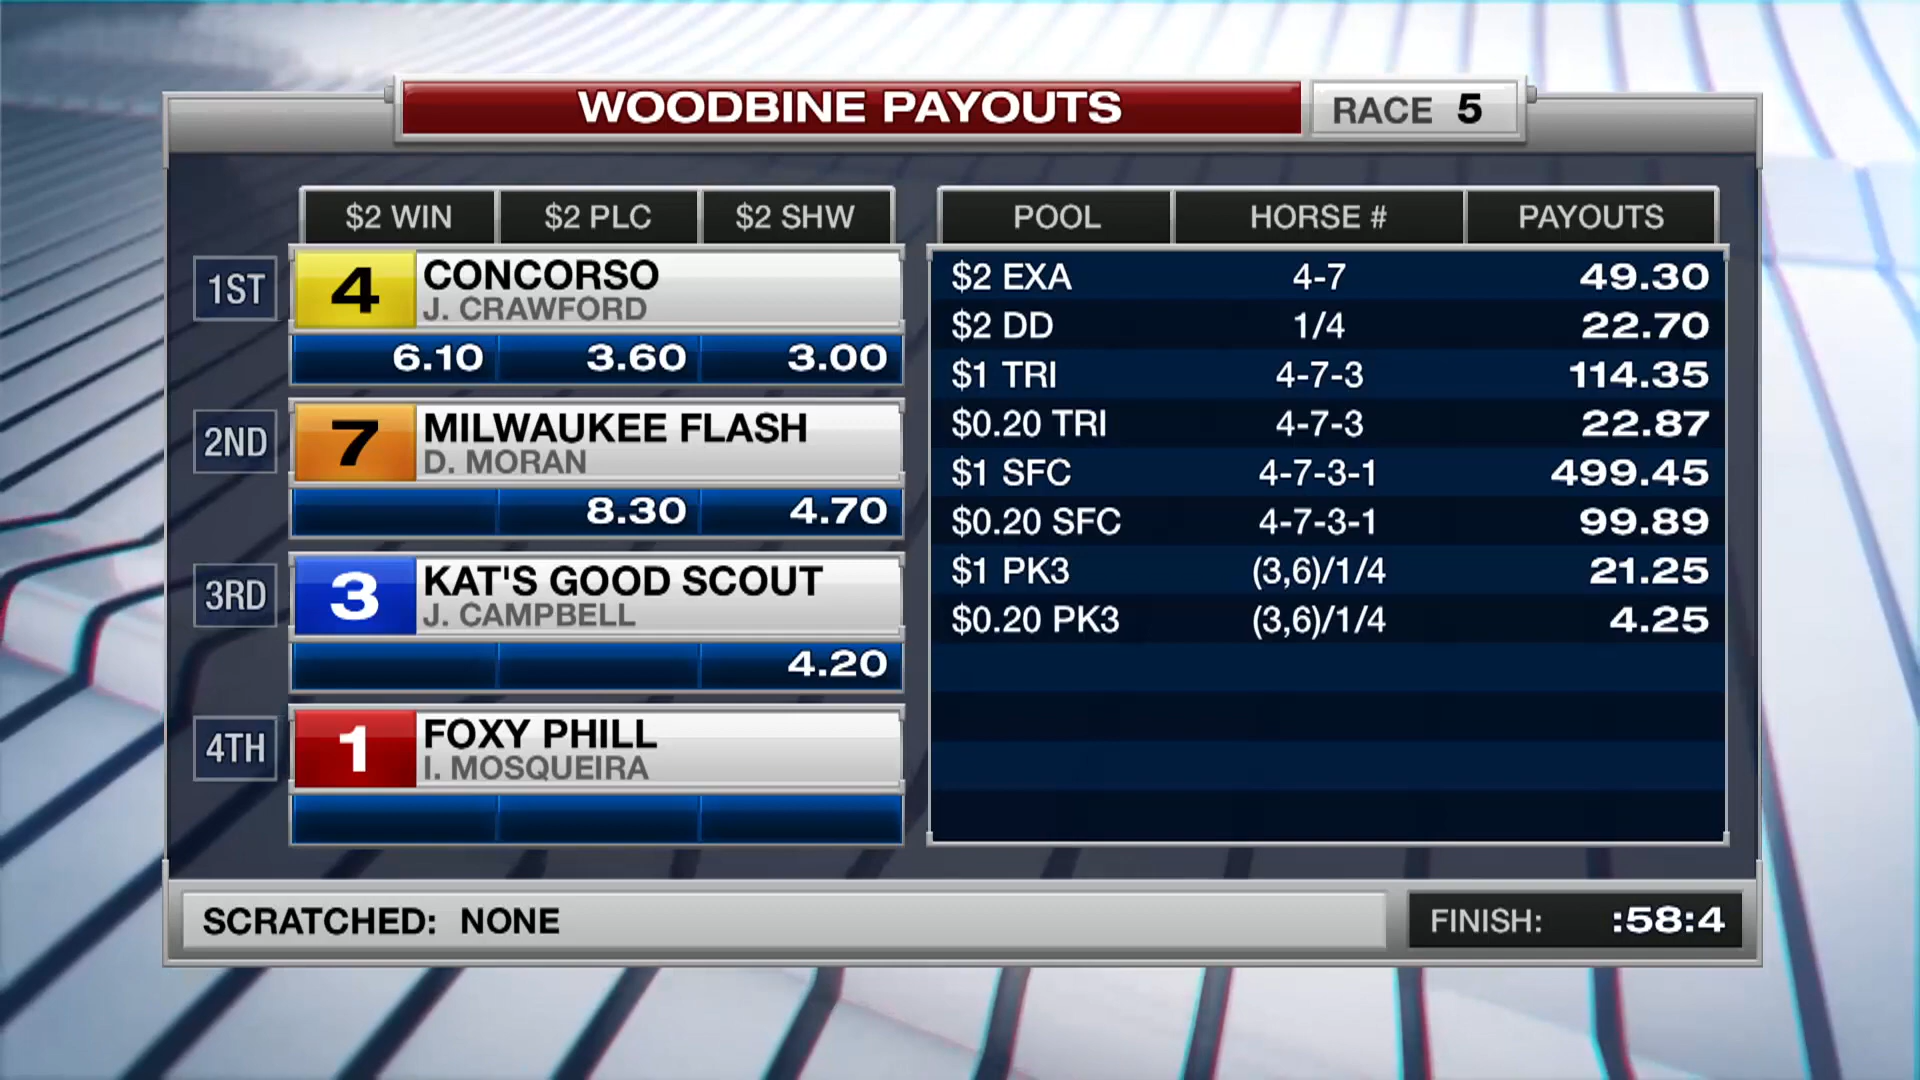 WOODBINE PAYOUTS
RACE 5
$2 WIN $2 PLC $2 SHW
1ST 4 CONCORSO
J. CRAWFORD
6.10 3.60 3.00
2ND 7 MILWAUKEE FLASH
D. MORAN
8.30 4.70
3RD 3 KAT'S GOOD SCOUT
J. CAMPBELL
4.20
4TH 1 FOXY PHILL
I. MOSQUEIRA
POOL HORSE # PAYOUTS
$2 EXA 4-7 49.30
$2 DD 1/4 22.70
$1 TRI 4-7-3 114.35
$0.20 TRI 4-7-3 22.87
$1 SFC 4-7-3-1 499.45
$0.20 SFC 4-7-3-1 99.89
$1 PK3 (3,6)/1/4 21.25
$0.20 PK3 (3,6)/1/4 4.25
SCRATCHED: NONE
FINISH: :58:4